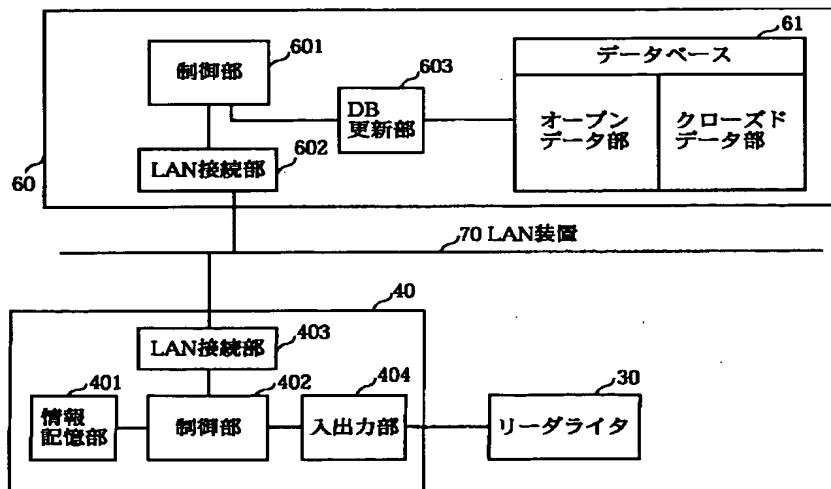 601
制御部
603
DB
更新部
61
データベース
オープン
データ部
クローズド
データ部
602
LAN接続部
60
70 LAN装置
40
403
LAN接続部
401
情報
記憶部
402
制御部
404
入出力部
30
リーダライタ